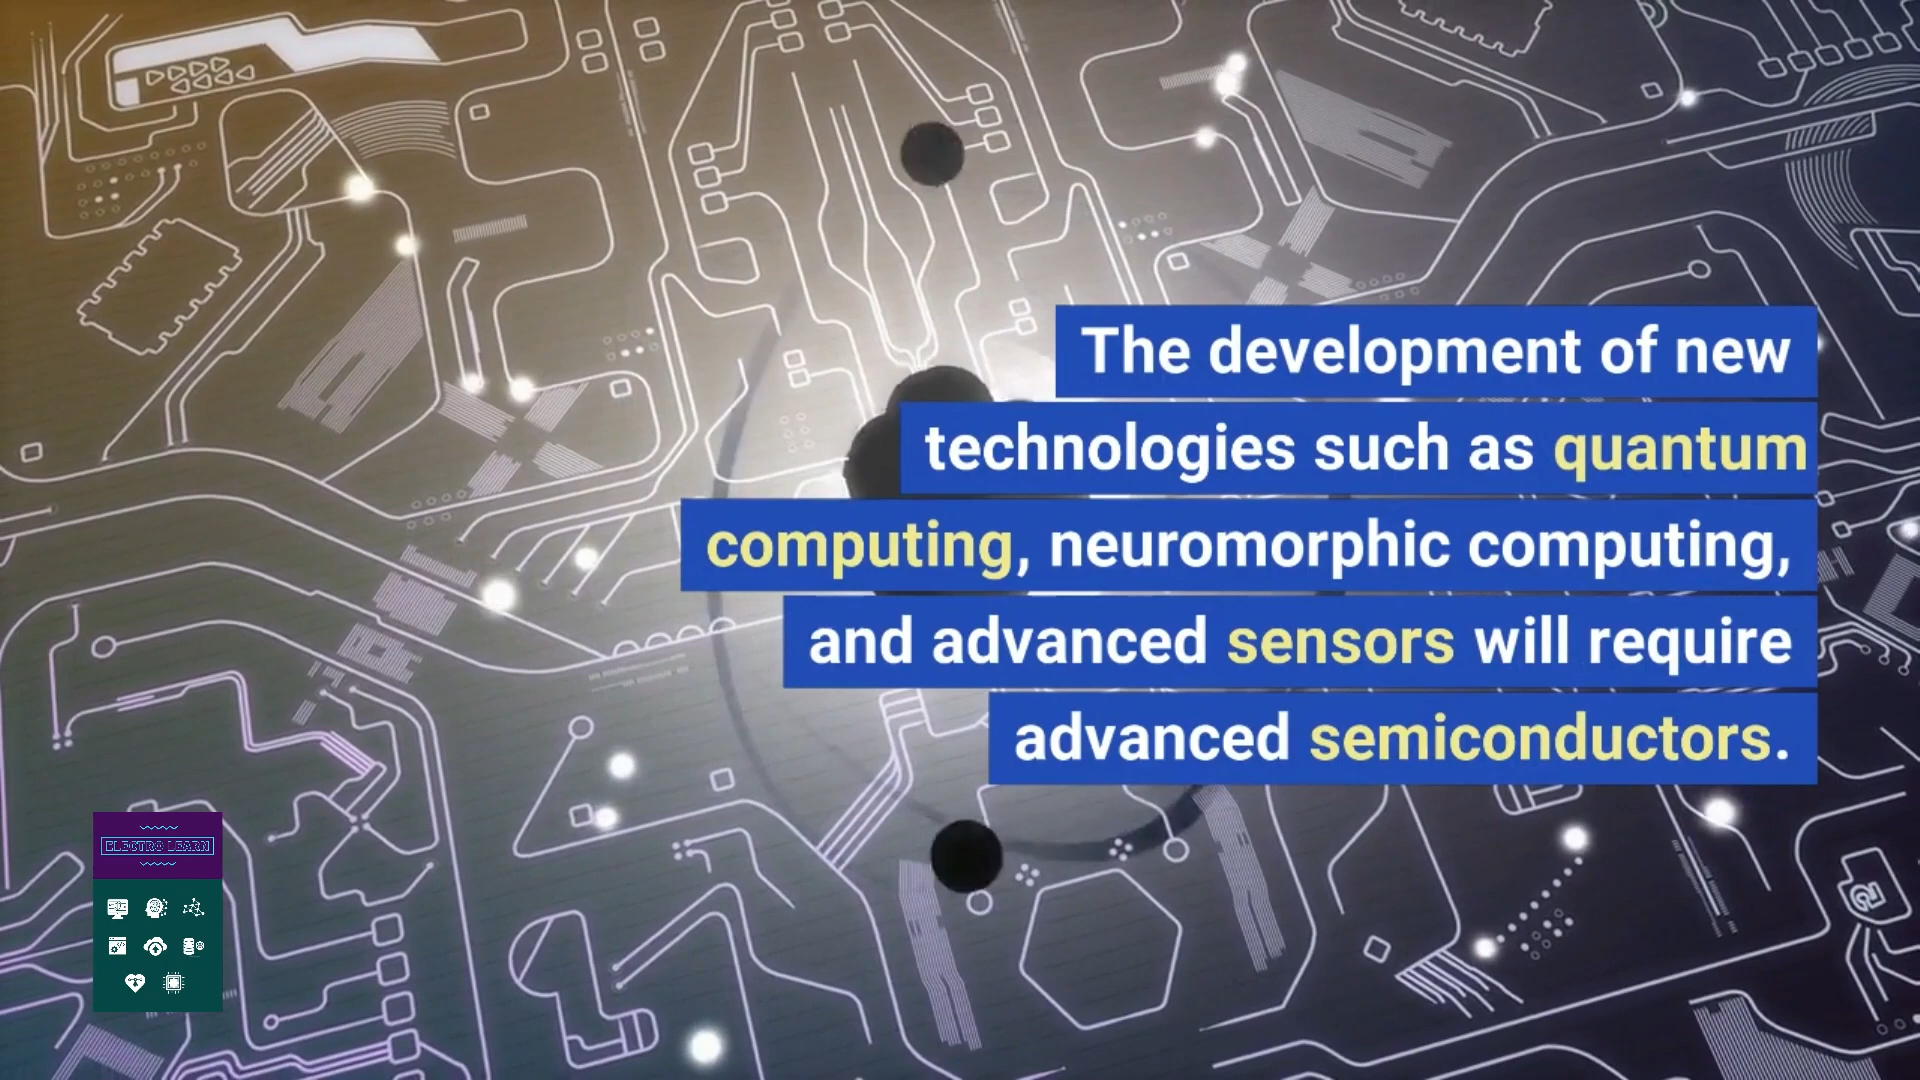 The development of new
technologies such as quantum
computing, neuromorphic computing,
and advanced sensors will require
advanced semiconductors.
ELECTRO LEARN